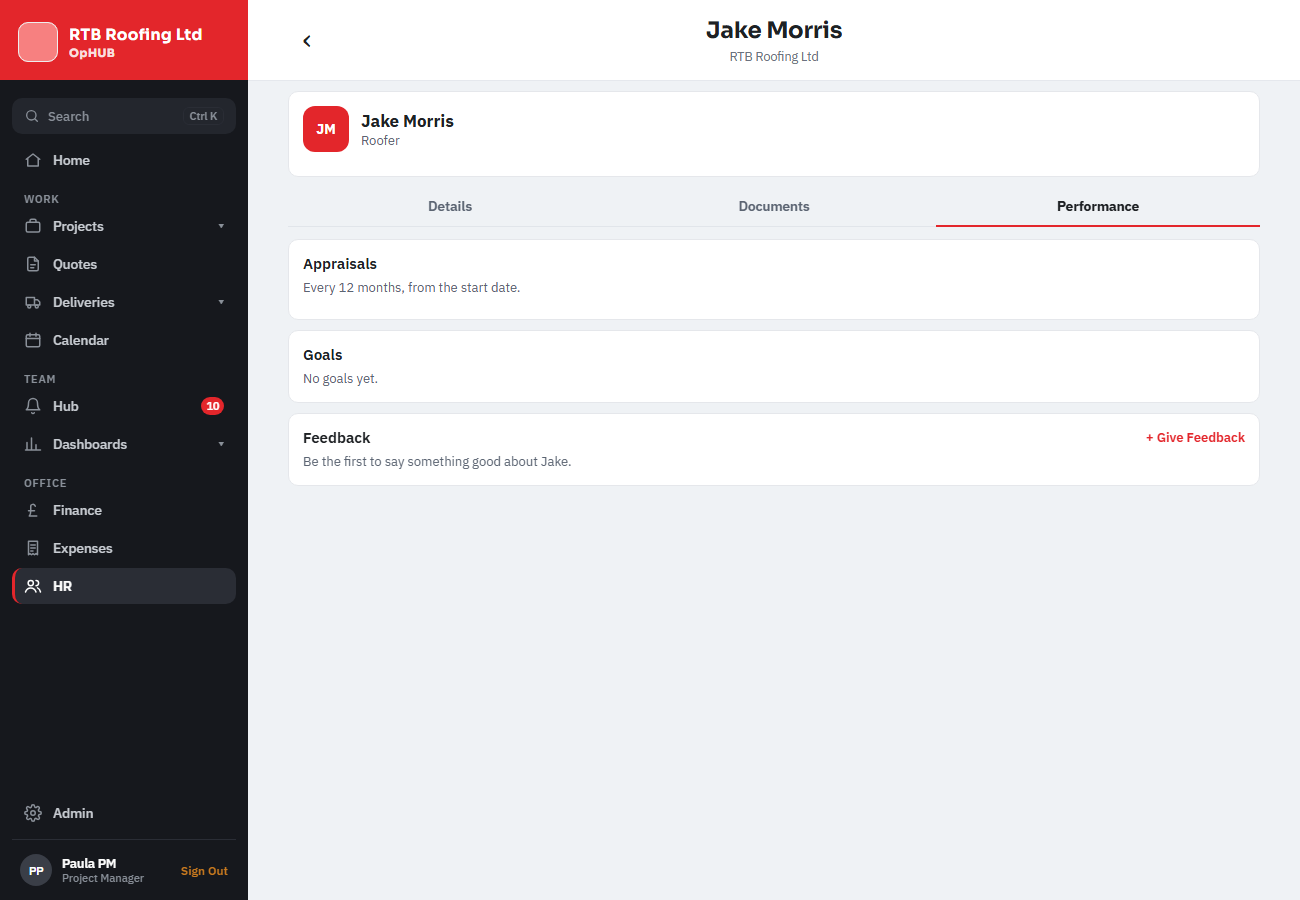 RTB Roofing Ltd
OpHUB
Search
Ctrl K
Home
WORK
Projects
Quotes
Deliveries
Calendar
TEAM
Hub
10
Dashboards
OFFICE
Finance
Expenses
HR
Admin
PP
Paula PM
Project Manager
Sign Out
Jake Morris
RTB Roofing Ltd
JM
Jake Morris
Roofer
Details
Documents
Performance
Appraisals
Every 12 months, from the start date.
Goals
No goals yet.
Feedback
+ Give Feedback
Be the first to say something good about Jake.